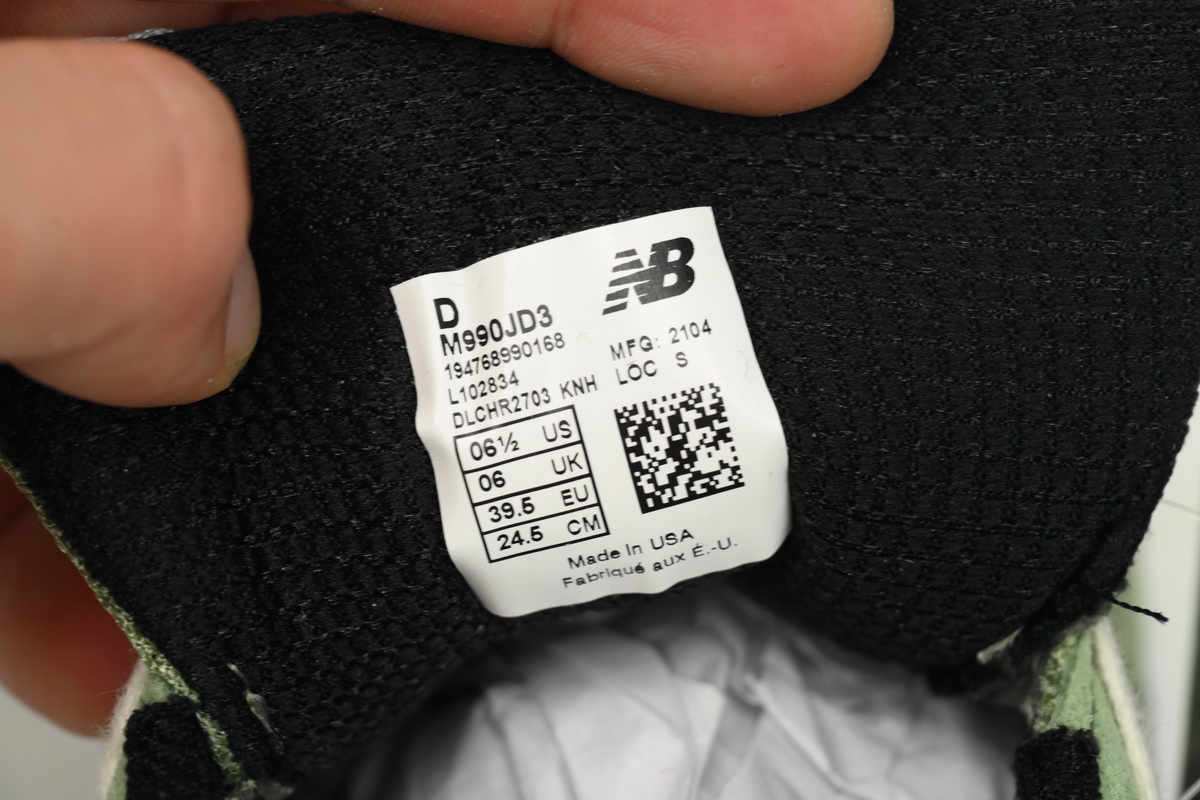 NB
D
M990JD3
194768990168
MFG: 2104
L102834
LOC S
DLCHR2703 KNH
06½ US
06 UK
39.5 EU
24.5 CM
Made In USA
Fabriqué aux É.-U.